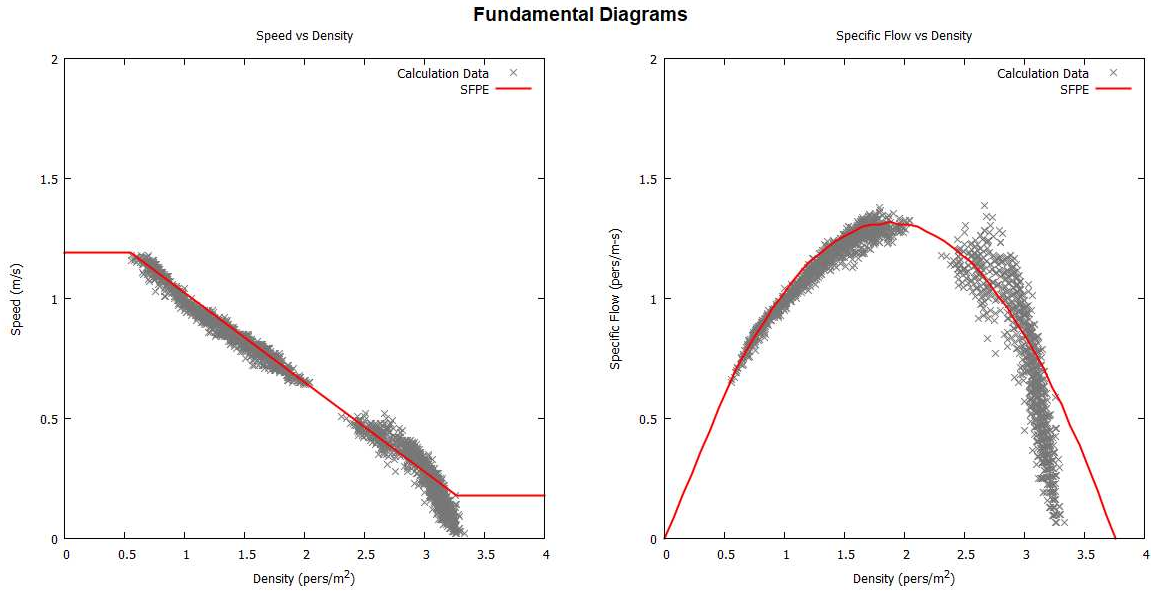 Fundamental Diagrams
Speed vs Density
2
1.5
1
0.5
0
0 0.5 1 1.5 2 2.5 3 3.5 4
Speed (m/s)
Density (pers/m²)
Calculation Data
SFPE
Specific Flow vs Density
2
1.5
1
0.5
0
0 0.5 1 1.5 2 2.5 3 3.5 4
Specific Flow (pers/m-s)
Density (pers/m²)
Calculation Data
SFPE